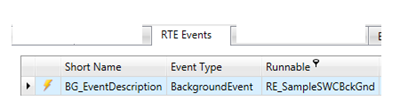 RTE Events
Short Name Event Type Runnable
BG_EventDescription BackgroundEvent RE_SampleSWCBckGnd